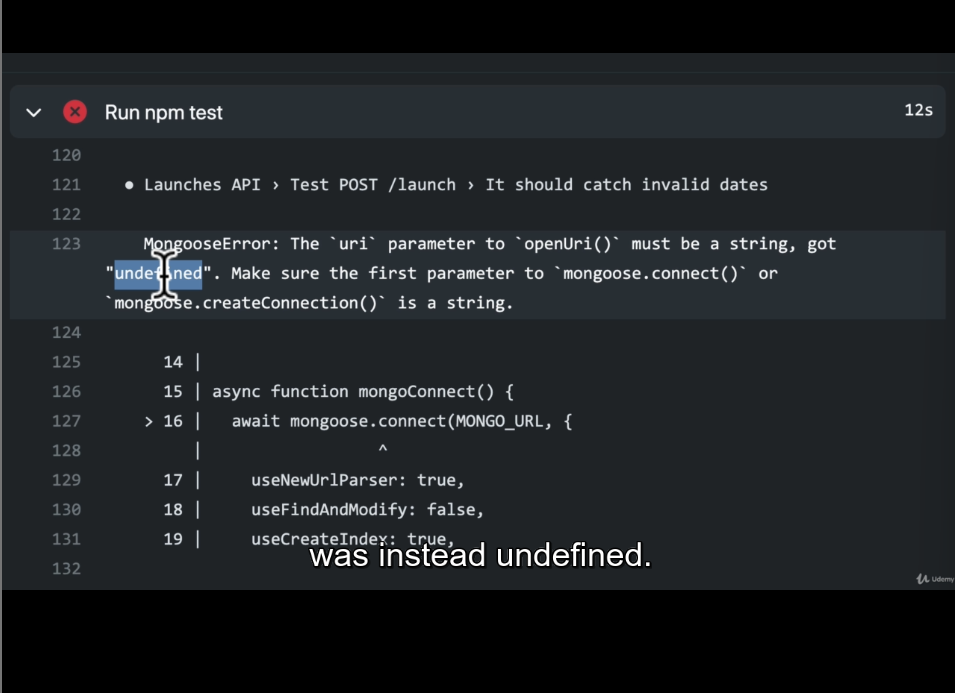 Run npm test
12s
120
121 ● Launches API › Test POST /launch › It should catch invalid dates
122
123 MongooseError: The `uri` parameter to `openUri()` must be a string, got
"undefined". Make sure the first parameter to `mongoose.connect()` or
`mongoose.createConnection()` is a string.
124
125 14 |
126 15 | async function mongoConnect() {
127 > 16 | await mongoose.connect(MONGO_URL, {
128 | ^
129 17 | useNewUrlParser: true,
130 18 | useFindAndModify: false,
131 19 | useCreateIndex: true,
was instead undefined.
132
Udemy